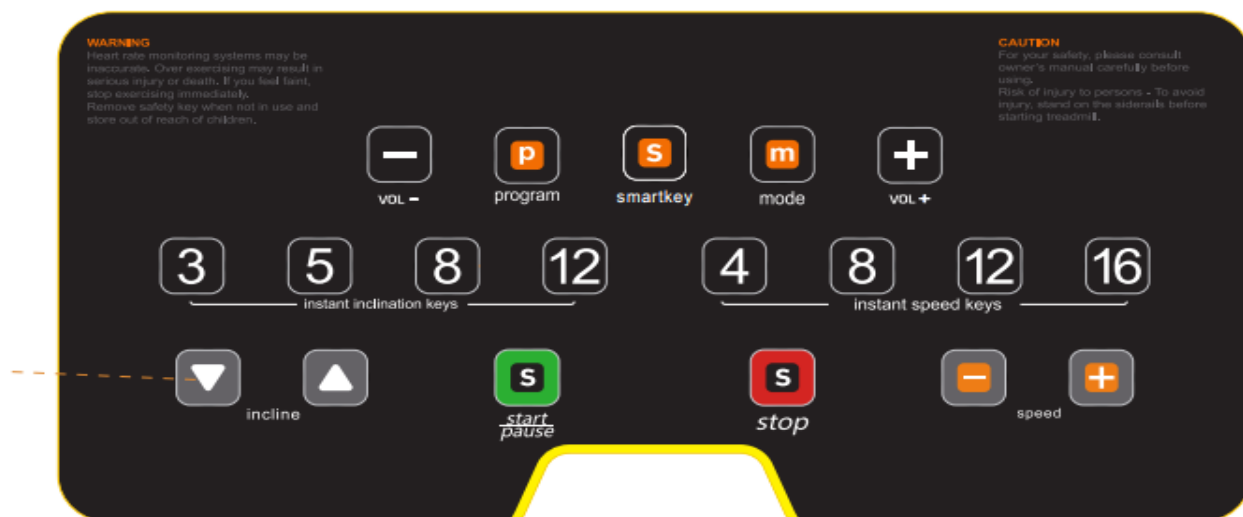 WARNING
Heart rate monitoring systems may be
inaccurate. Over exercising may result in
serious injury or death. If you feel faint,
stop exercising immediately.
Remove safety key when not in use and
store out of reach of children.
CAUTION
For your safety, please consult
owner's manual carefully before
using.
Risk of injury to persons - To avoid
injury, stand on the siderails before
starting treadmill.
− p s m +
VOL − program smartkey mode VOL +
3 5 8 12 4 8 12 16
instant inclination keys instant speed keys
s s − +
incline start stop speed
pause